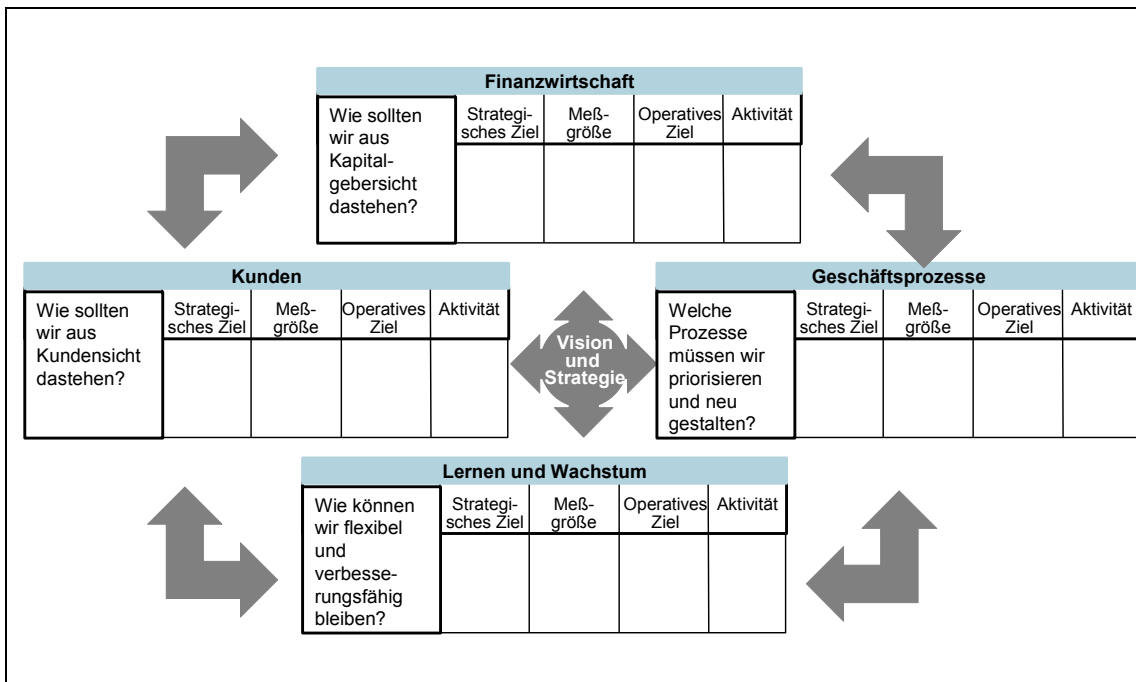 Finanzwirtschaft
Wie sollten
wir aus
Kapital-
gebersicht
dastehen?
Strategi-
sches Ziel
Meß-
größe
Operatives
Ziel
Aktivität
Kunden
Wie sollten
wir aus
Kundensicht
dastehen?
Strategi-
sches Ziel
Meß-
größe
Operatives
Ziel
Aktivität
Vision
und
Strategie
Geschäftsprozesse
Welche
Prozesse
müssen wir
priorisieren
und neu
gestalten?
Strategi-
sches Ziel
Meß-
größe
Operatives
Ziel
Aktivität
Lernen und Wachstum
Wie können
wir flexibel
und
verbesse-
rungsfähig
bleiben?
Strategi-
sches Ziel
Meß-
größe
Operatives
Ziel
Aktivität